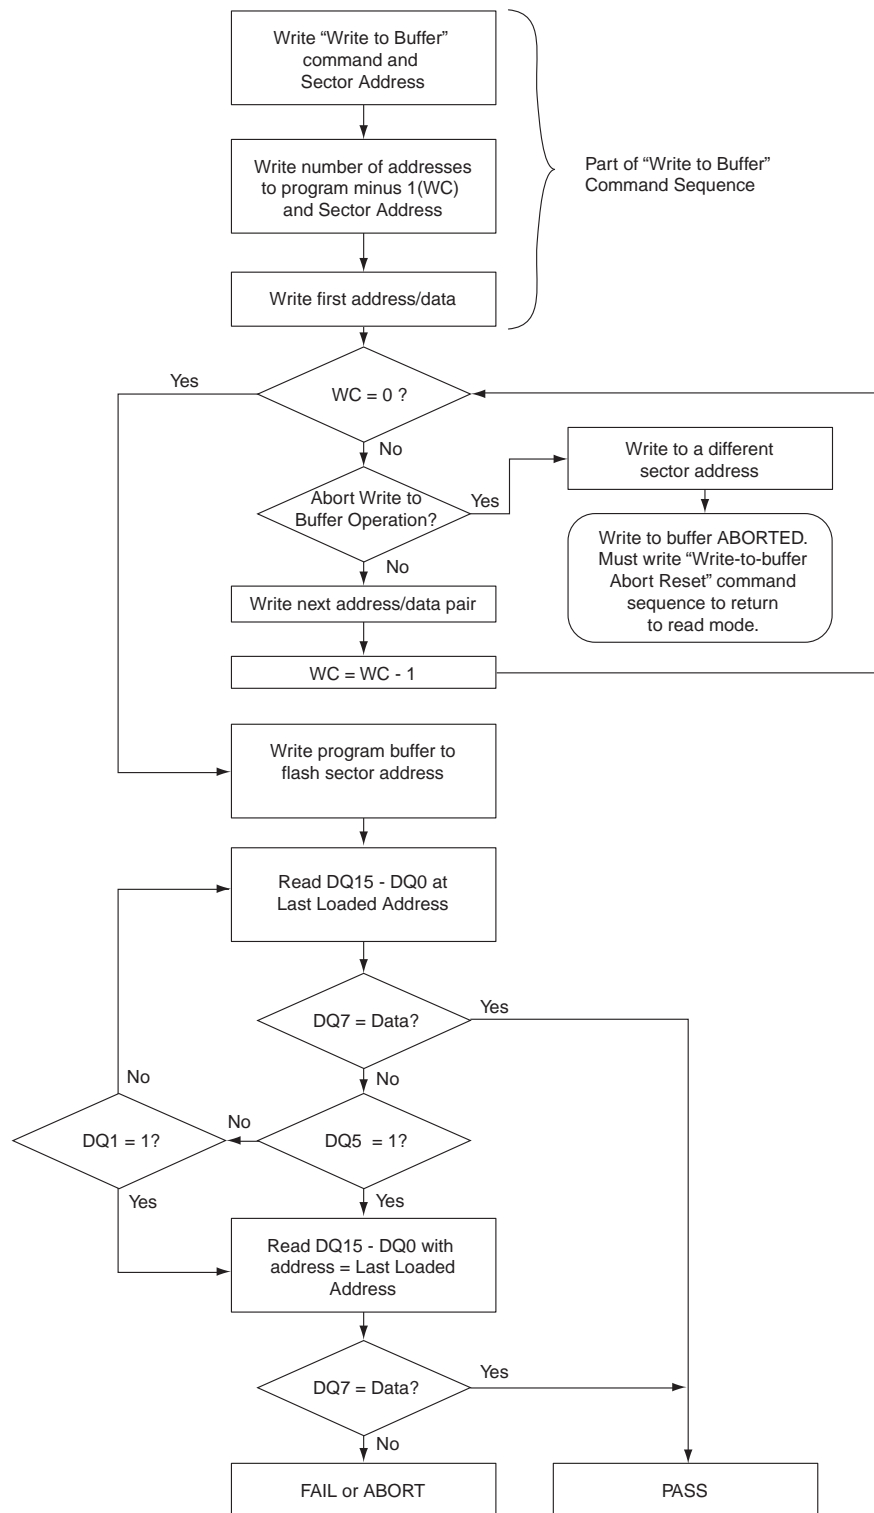 Write “Write to Buffer”
command and
Sector Address
Write number of addresses
to program minus 1(WC)
and Sector Address
Part of “Write to Buffer”
Command Sequence
Write first address/data
Yes
WC = 0 ?
No
Write to a different
sector address
Abort Write to
Buffer Operation?
Yes
Write to buffer ABORTED.
Must write “Write-to-buffer
Abort Reset” command
sequence to return
to read mode.
No
Write next address/data pair
WC = WC - 1
Write program buffer to
flash sector address
Read DQ15 - DQ0 at
Last Loaded Address
DQ7 = Data?
Yes
No
No
DQ1 = 1?
No
DQ5 = 1?
Yes
Yes
Read DQ15 - DQ0 with
address = Last Loaded
Address
DQ7 = Data?
Yes
No
FAIL or ABORT
PASS